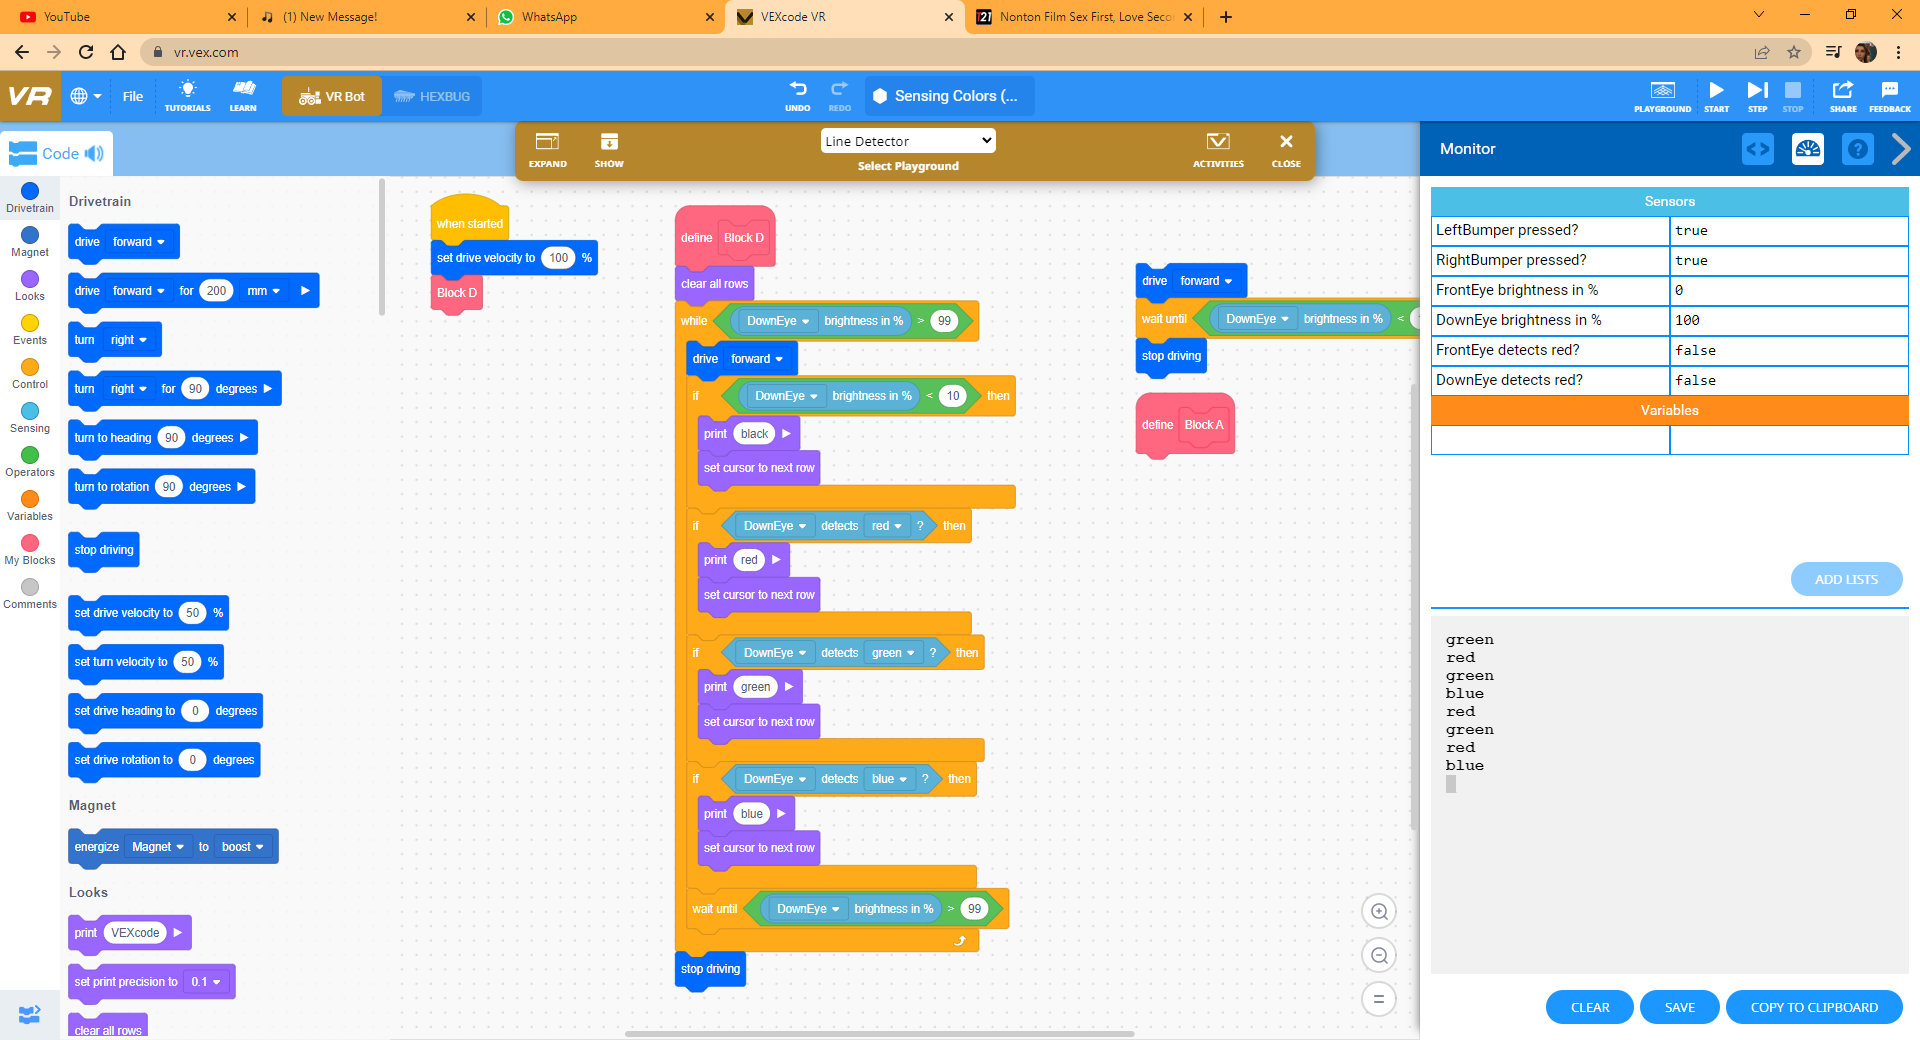 YouTube
(1) New Message!
WhatsApp
VEXcode VR
Nonton Film Sex First, Love Seco
vr.vex.com
VR
File
TUTORIALS
LEARN
VR Bot
HEXBUG
UNDO
REDO
Sensing Colors (...
PLAYGROUND
START
STEP
STOP
SHARE
FEEDBACK
Code
EXPAND
SHOW
Line Detector
Select Playground
ACTIVITIES
CLOSE
Monitor
Drivetrain
Magnet
Looks
Events
Control
Sensing
Operators
Variables
My Blocks
Comments
Drivetrain
drive forward
drive forward for 200 mm
turn right
turn right for 90 degrees
turn to heading 90 degrees
turn to rotation 90 degrees
stop driving
set drive velocity to 50 %
set turn velocity to 50 %
set drive heading to 0 degrees
set drive rotation to 0 degrees
Magnet
energize Magnet to boost
Looks
print VEXcode
set print precision to 0.1
clear all rows
when started
set drive velocity to 100 %
Block D
define Block D
clear all rows
while DownEye brightness in % > 99
drive forward
if DownEye brightness in % < 10 then
print black
set cursor to next row
if DownEye detects red ? then
print red
set cursor to next row
if DownEye detects green ? then
print green
set cursor to next row
if DownEye detects blue ? then
print blue
set cursor to next row
wait until DownEye brightness in % > 99
stop driving
drive forward
wait until DownEye brightness in % <
stop driving
define Block A
Sensors
LeftBumper pressed? true
RightBumper pressed? true
FrontEye brightness in % 0
DownEye brightness in % 100
FrontEye detects red? false
DownEye detects red? false
Variables
ADD LISTS
green
red
green
blue
red
green
red
blue
CLEAR
SAVE
COPY TO CLIPBOARD